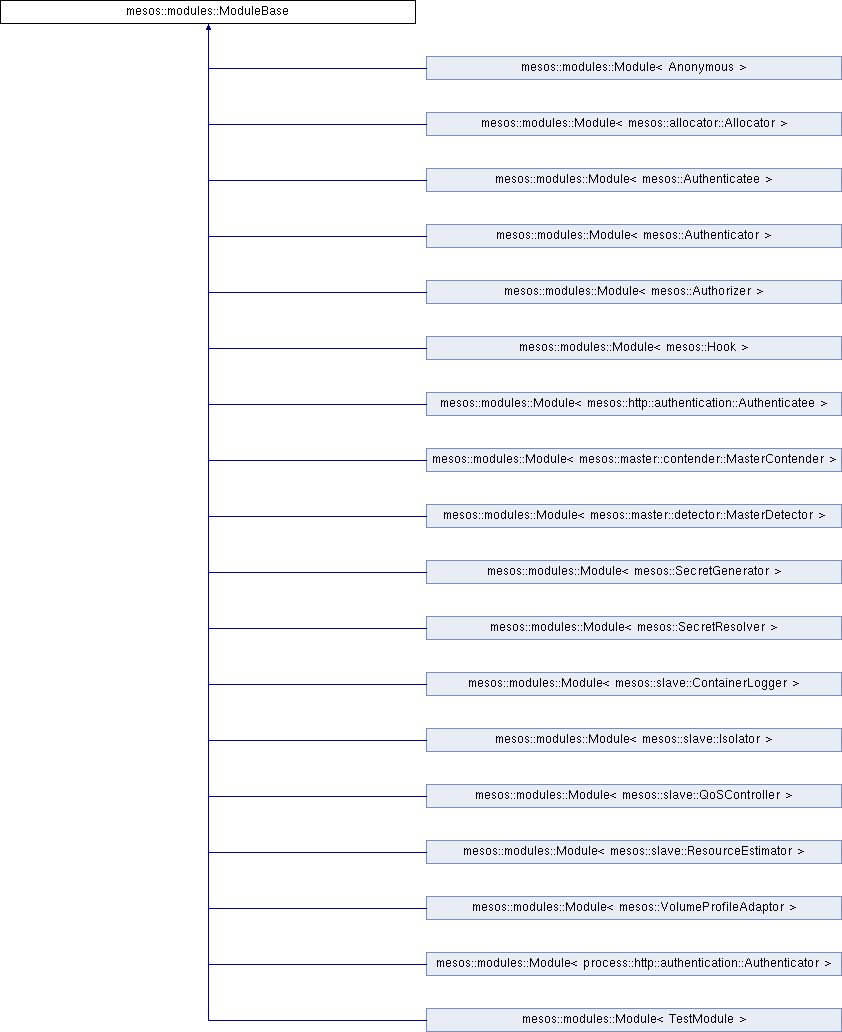 mesos::modules::ModuleBase
mesos::modules::Module< Anonymous >
mesos::modules::Module< mesos::allocator::Allocator >
mesos::modules::Module< mesos::Authenticatee >
mesos::modules::Module< mesos::Authenticator >
mesos::modules::Module< mesos::Authorizer >
mesos::modules::Module< mesos::Hook >
mesos::modules::Module< mesos::http::authentication::Authenticatee >
mesos::modules::Module< mesos::master::contender::MasterContender >
mesos::modules::Module< mesos::master::detector::MasterDetector >
mesos::modules::Module< mesos::SecretGenerator >
mesos::modules::Module< mesos::SecretResolver >
mesos::modules::Module< mesos::slave::ContainerLogger >
mesos::modules::Module< mesos::slave::Isolator >
mesos::modules::Module< mesos::slave::QoSController >
mesos::modules::Module< mesos::slave::ResourceEstimator >
mesos::modules::Module< mesos::VolumeProfileAdaptor >
mesos::modules::Module< process::http::authentication::Authenticator >
mesos::modules::Module< TestModule >